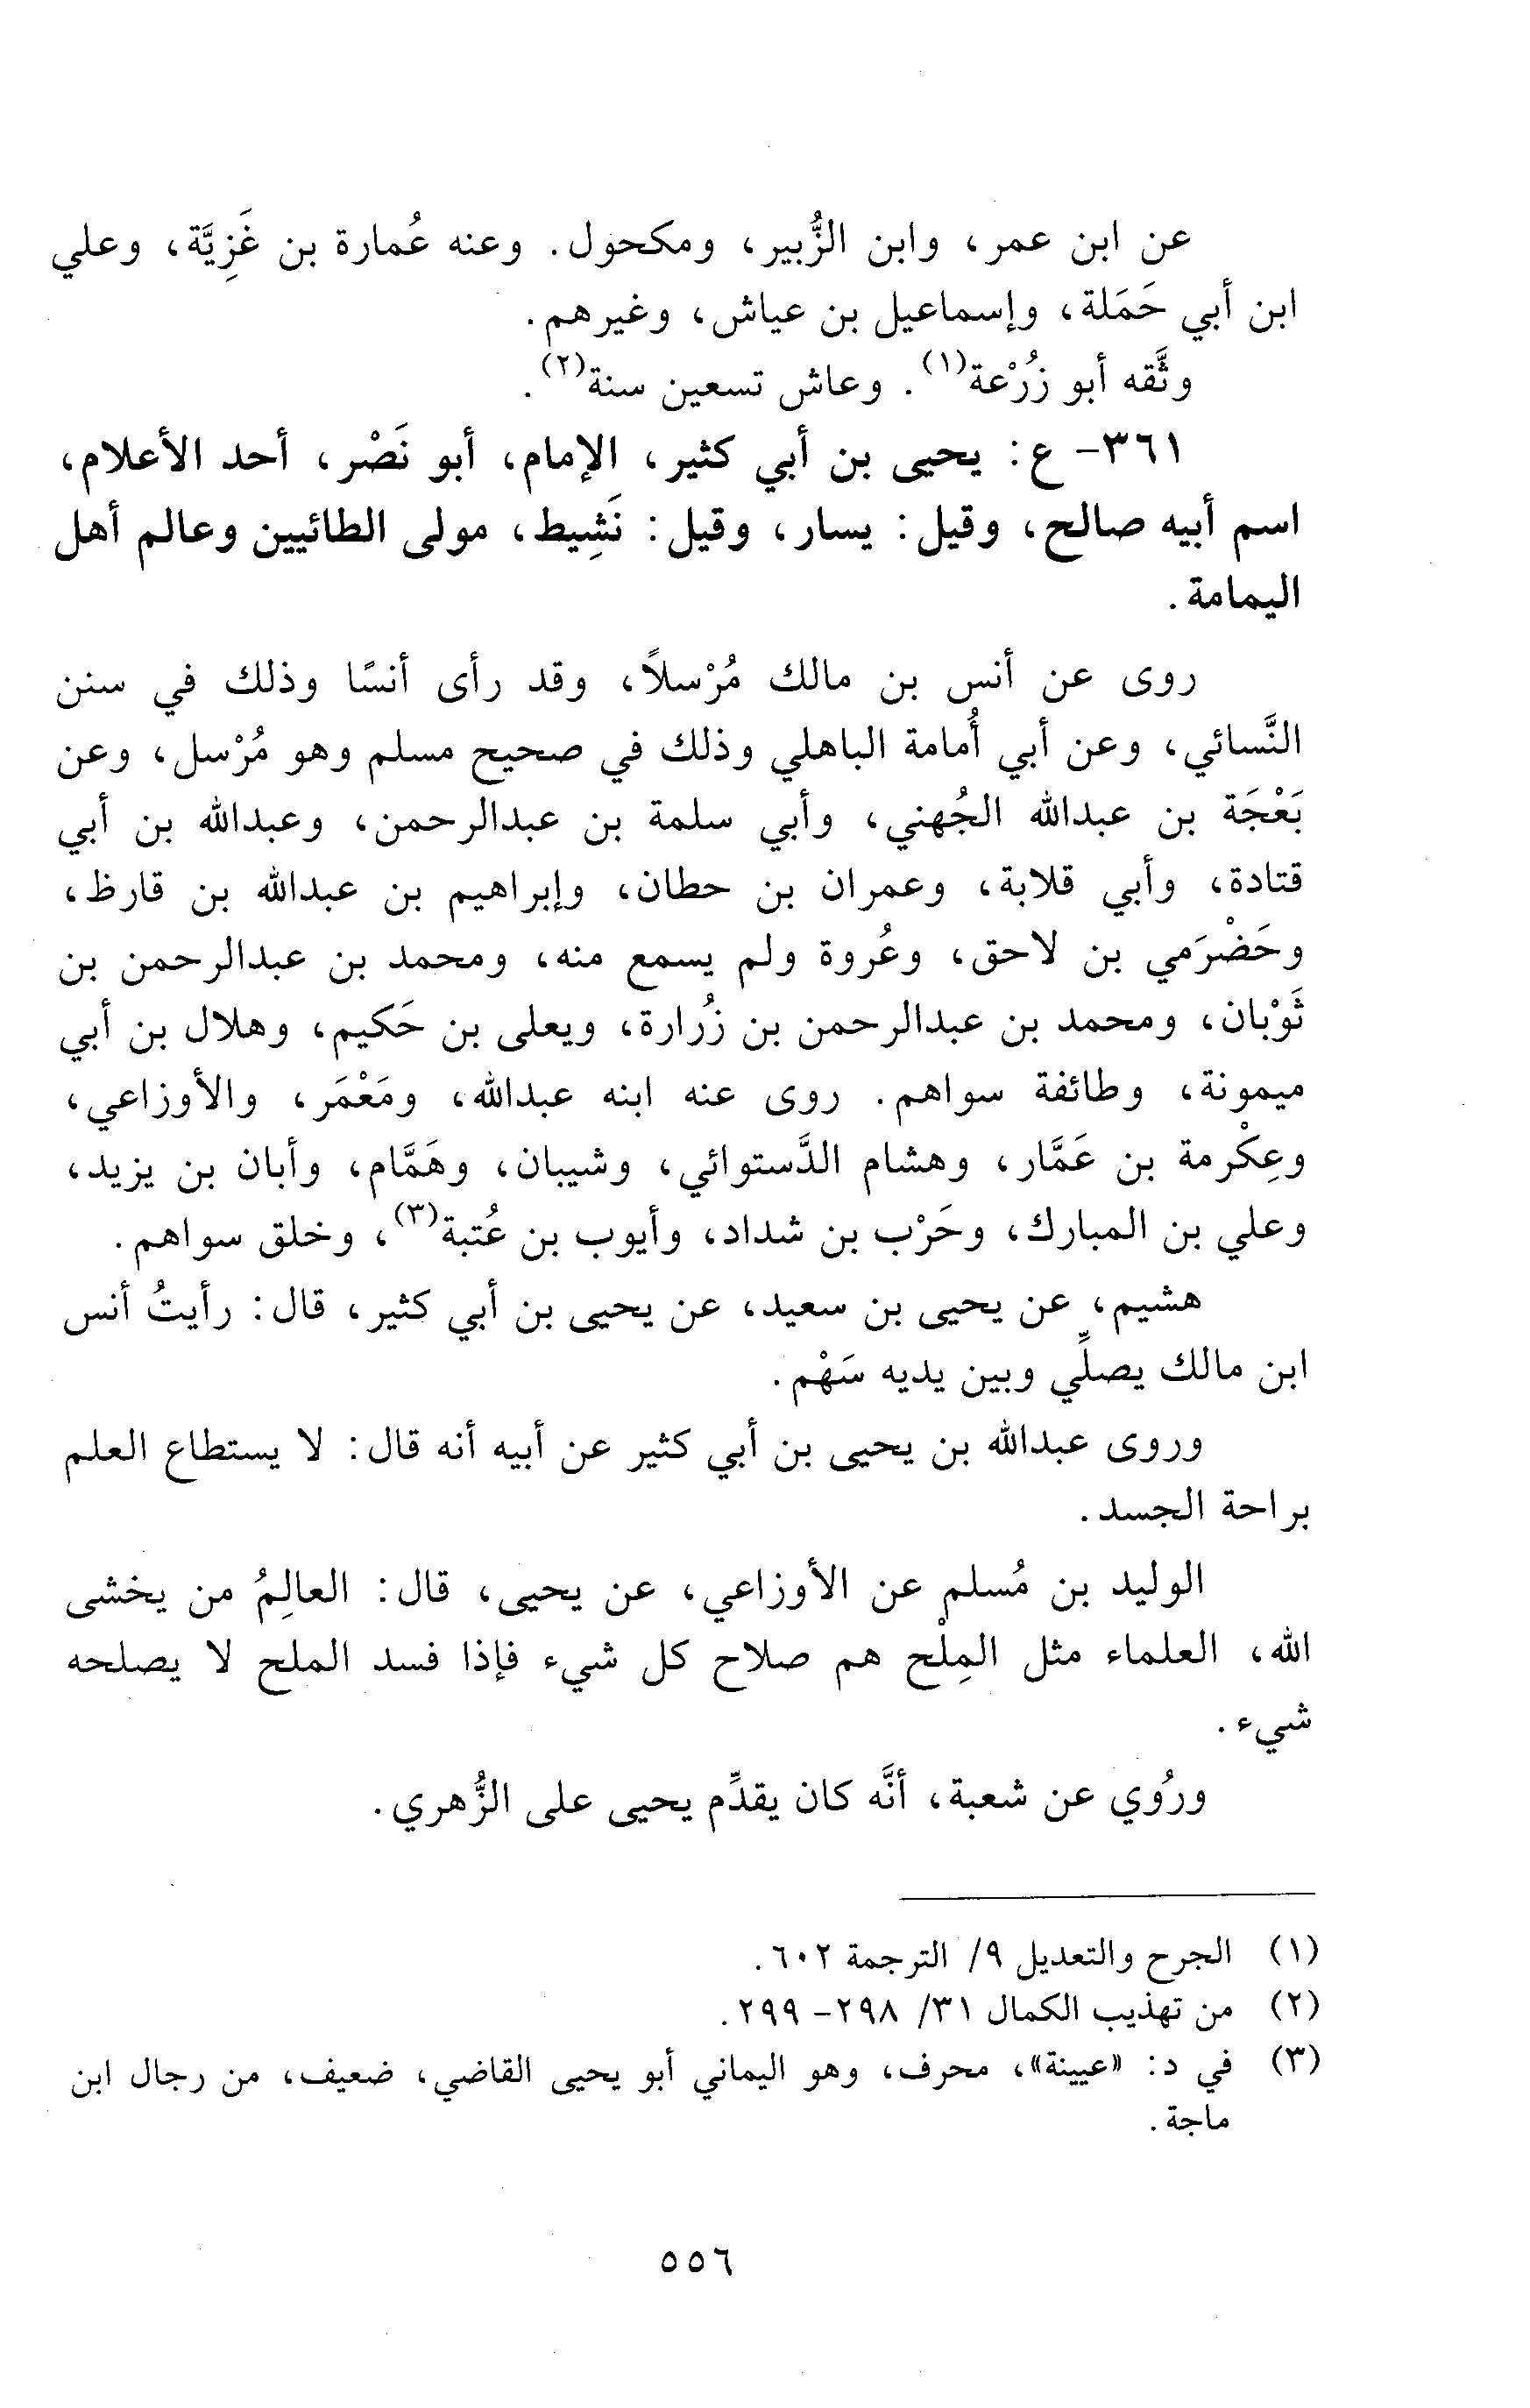 عن ابن عمر، وابن الزُّبير، ومكحول. وعنه عُمارة بن غَزِيَّة، وعلي
ابن أبي حَمَلة، وإسماعيل بن عياش، وغيرهم.
وثَّقه أبو زُرْعة(١). وعاش تسعين سنة(٢).
٣٦١- ع: يحيى بن أبي كثير، الإمام، أبو نَصْر، أحد الأعلام،
اسم أبيه صالح، وقيل: يسار، وقيل: نَشِيط، مولى الطائيين وعالم أهل
اليمامة.
روى عن أنس بن مالك مُرْسلاً، وقد رأى أنسًا وذلك في سنن
النَّسائي، وعن أبي أُمامة الباهلي وذلك في صحيح مسلم وهو مُرْسل، وعن
بَعْجَة بن عبدالله الجُهني، وأبي سلمة بن عبدالرحمن، وعبدالله بن أبي
قتادة، وأبي قلابة، وعمران بن حطان، وإبراهيم بن عبدالله بن قارظ،
وحَضْرَمي بن لاحق، وعُروة ولم يسمع منه، ومحمد بن عبدالرحمن بن
ثَوْبان، ومحمد بن عبدالرحمن بن زُرارة، ويعلى بن حَكيم، وهلال بن أبي
ميمونة، وطائفة سواهم. روى عنه ابنه عبدالله، ومَعْمَر، والأوزاعي،
وعِكْرمة بن عَمَّار، وهشام الدَّستوائي، وشيبان، وهَمَّام، وأبان بن يزيد،
وعلي بن المبارك، وحَرْب بن شداد، وأيوب بن عُتبة(٣)، وخلق سواهم.
هشيم، عن يحيى بن سعيد، عن يحيى بن أبي كثير، قال: رأيتُ أنس
ابن مالك يصلِّي وبين يديه سَهْم.
وروى عبدالله بن يحيى بن أبي كثير عن أبيه أنه قال: لا يستطاع العلم
براحة الجسد.
الوليد بن مُسلم عن الأوزاعي، عن يحيى، قال: العالِمُ من يخشى
الله، العلماء مثل المِلْح هم صلاح كل شيء فإذا فسد الملح لا يصلحه
شيء.
ورُوي عن شعبة، أنَّه كان يقدِّم يحيى على الزُّهري.
(١) الجرح والتعديل ٩/ الترجمة ٦٠٢.
(٢) من تهذيب الكمال ٣١/ ٢٩٨- ٢٩٩.
(٣) في د: «عيينة»، محرف، وهو اليماني أبو يحيى القاضي، ضعيف، من رجال ابن
ماجة.
٥٥٦